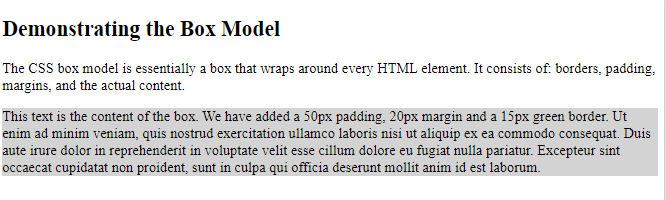 Demonstrating the Box Model
The CSS box model is essentially a box that wraps around every HTML element. It consists of: borders, padding,
margins, and the actual content.
This text is the content of the box. We have added a 50px padding, 20px margin and a 15px green border. Ut
enim ad minim veniam, quis nostrud exercitation ullamco laboris nisi ut aliquip ex ea commodo consequat. Duis
aute irure dolor in reprehenderit in voluptate velit esse cillum dolore eu fugiat nulla pariatur. Excepteur sint
occaecat cupidatat non proident, sunt in culpa qui officia deserunt mollit anim id est laborum.